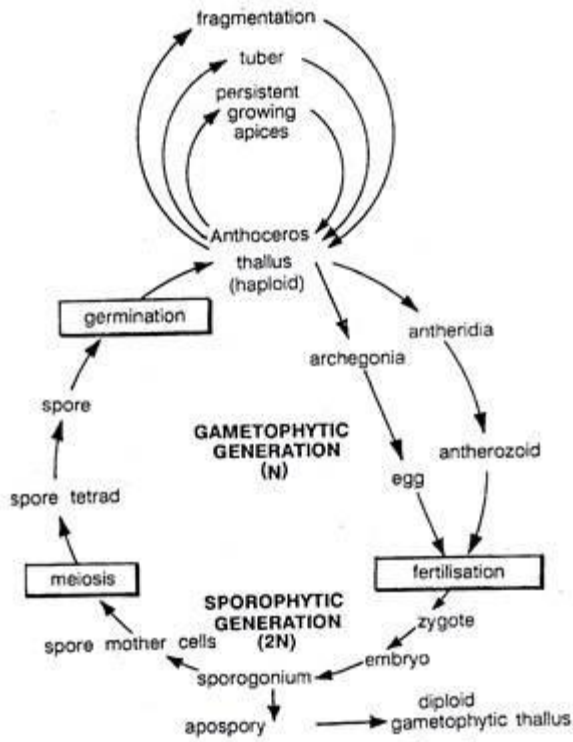 fragmentation
tuber
persistent
growing
apices
Anthoceros
thallus
(haploid)
germination
antheridia
archegonia
spore
GAMETOPHYTIC
GENERATION
(N)
antherozoid
egg
spore tetrad
meiosis
fertilisation
SPOROPHYTIC
GENERATION
(2N)
zygote
spore mother cells
embryo
sporogonium
diploid
gametophytic thallus
apospory